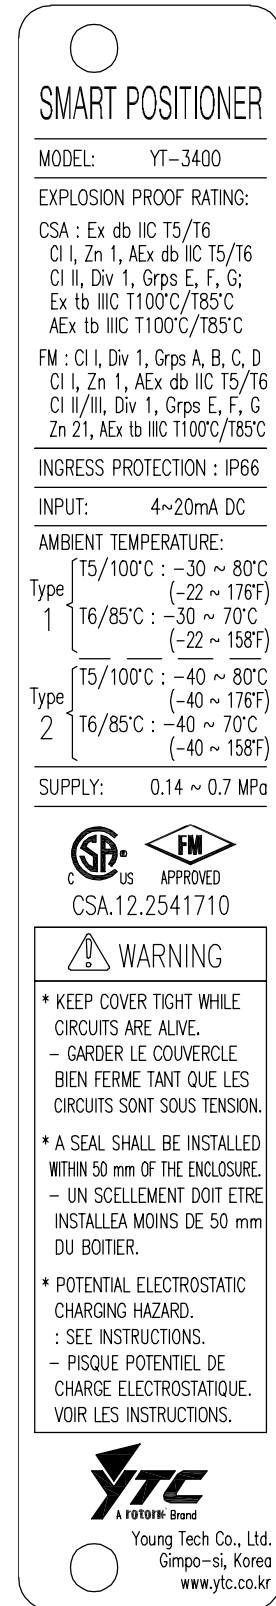 SMART POSITIONER
MODEL: YT-3400
EXPLOSION PROOF RATING:
CSA : Ex db IIC T5/T6
Cl I, Zn 1, AEx db IIC T5/T6
Cl II, Div 1, Grps E, F, G;
Ex tb IIIC T100°C/T85°C
AEx tb IIIC T100°C/T85°C
FM : Cl I, Div 1, Grps A, B, C, D
Cl I, Zn 1, AEx db IIC T5/T6
Cl II/III, Div 1, Grps E, F, G
Zn 21, AEx tb IIIC T100°C/T85°C
INGRESS PROTECTION : IP66
INPUT: 4~20mA DC
AMBIENT TEMPERATURE:
Type 1
T5/100°C : -30 ~ 80°C
(-22 ~ 176°F)
T6/85°C : -30 ~ 70°C
(-22 ~ 158°F)
Type 2
T5/100°C : -40 ~ 80°C
(-40 ~ 176°F)
T6/85°C : -40 ~ 70°C
(-40 ~ 158°F)
SUPPLY: 0.14 ~ 0.7 MPa
C SA US FM APPROVED
CSA.12.2541710
WARNING
* KEEP COVER TIGHT WHILE
CIRCUITS ARE ALIVE.
- GARDER LE COUVERCLE
BIEN FERME TANT QUE LES
CIRCUITS SONT SOUS TENSION.
* A SEAL SHALL BE INSTALLED
WITHIN 50 mm OF THE ENCLOSURE.
- UN SCELLEMENT DOIT ETRE
INSTALLEA MOINS DE 50 mm
DU BOITIER.
* POTENTIAL ELECTROSTATIC
CHARGING HAZARD.
: SEE INSTRUCTIONS.
- PISQUE POTENTIEL DE
CHARGE ELECTROSTATIQUE.
VOIR LES INSTRUCTIONS.
YTC
A rotork Brand
Young Tech Co., Ltd.
Gimpo-si, Korea
www.ytc.co.kr